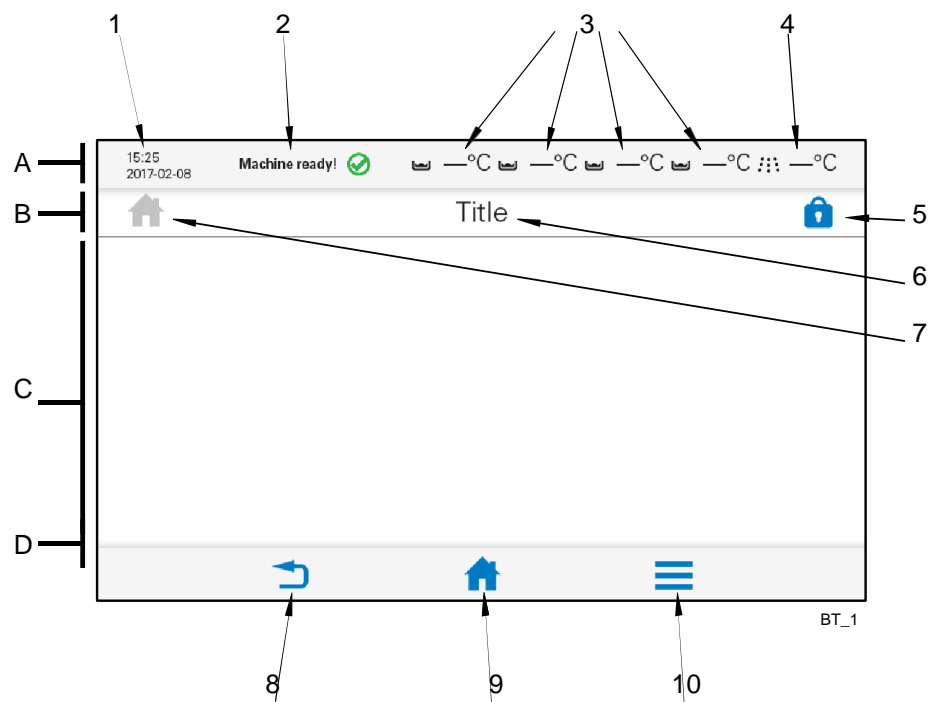 1 2 3 4
A 15:25 Machine ready! —°C —°C —°C —°C —°C
2017-02-08
B Title 5
6
7
C
D
BT_1
8 9 10